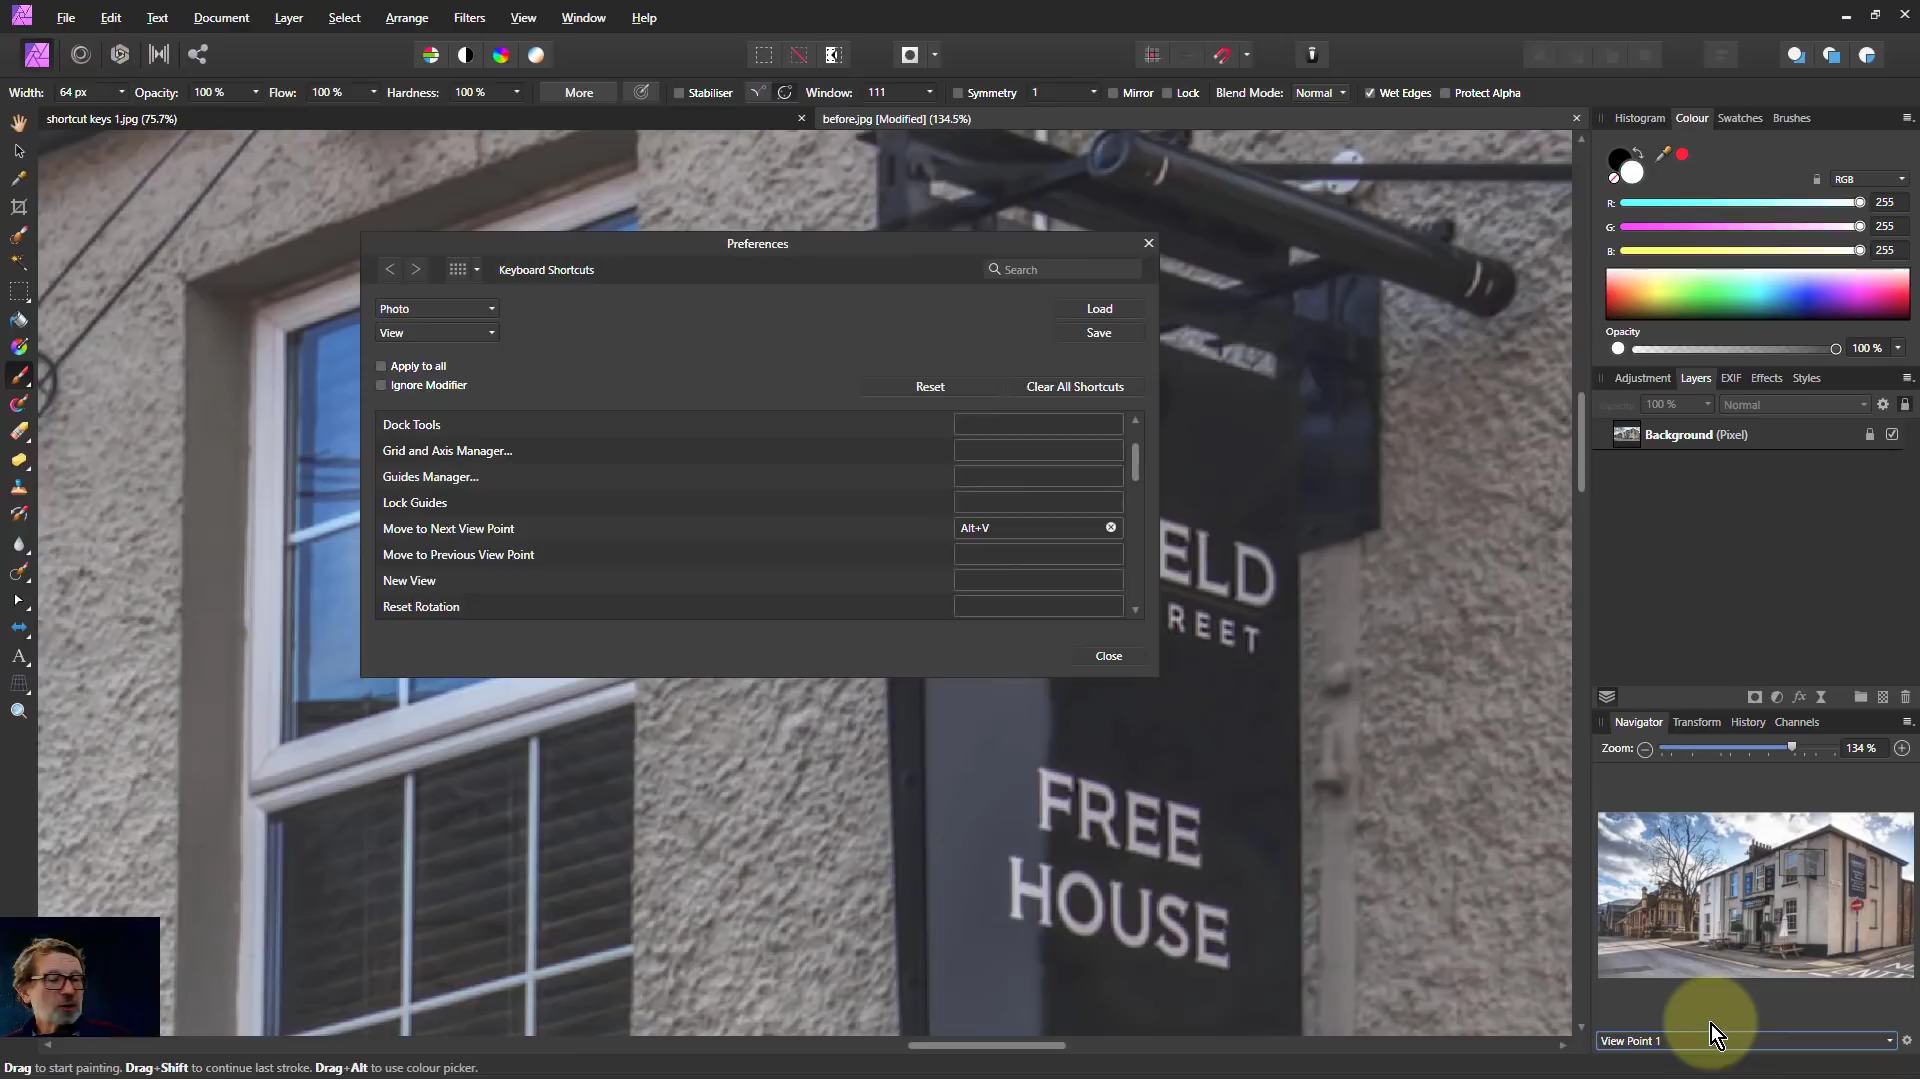 File Edit Text Document Layer Select Arrange Filters View Window Help
Width: 64 px Opacity: 100 % Flow: 100 % Hardness: 100 % More Stabiliser Window: 111 Symmetry 1 Mirror Lock Blend Mode: Normal Wet Edges Protect Alpha
shortcut keys 1.jpg (75.7%)
before.jpg [Modified] (134.5%)
Histogram Colour Swatches Brushes
RGB
R: 255
G: 255
B: 255
Opacity
100 %
Adjustment Layers EXIF Effects Styles
Opacity: 100 % Normal
Background (Pixel)
Preferences
Keyboard Shortcuts
Search
Photo
Load
View
Save
Apply to all
Ignore Modifier
Reset
Clear All Shortcuts
Dock Tools
Grid and Axis Manager...
Guides Manager...
Lock Guides
Move to Next View Point Alt+V
Move to Previous View Point
New View
Reset Rotation
Close
IELD
REET
FREE
HOUSE
Navigator Transform History Channels
Zoom: 134 %
View Point 1
Drag to start painting. Drag+Shift to continue last stroke. Drag+Alt to use colour picker.